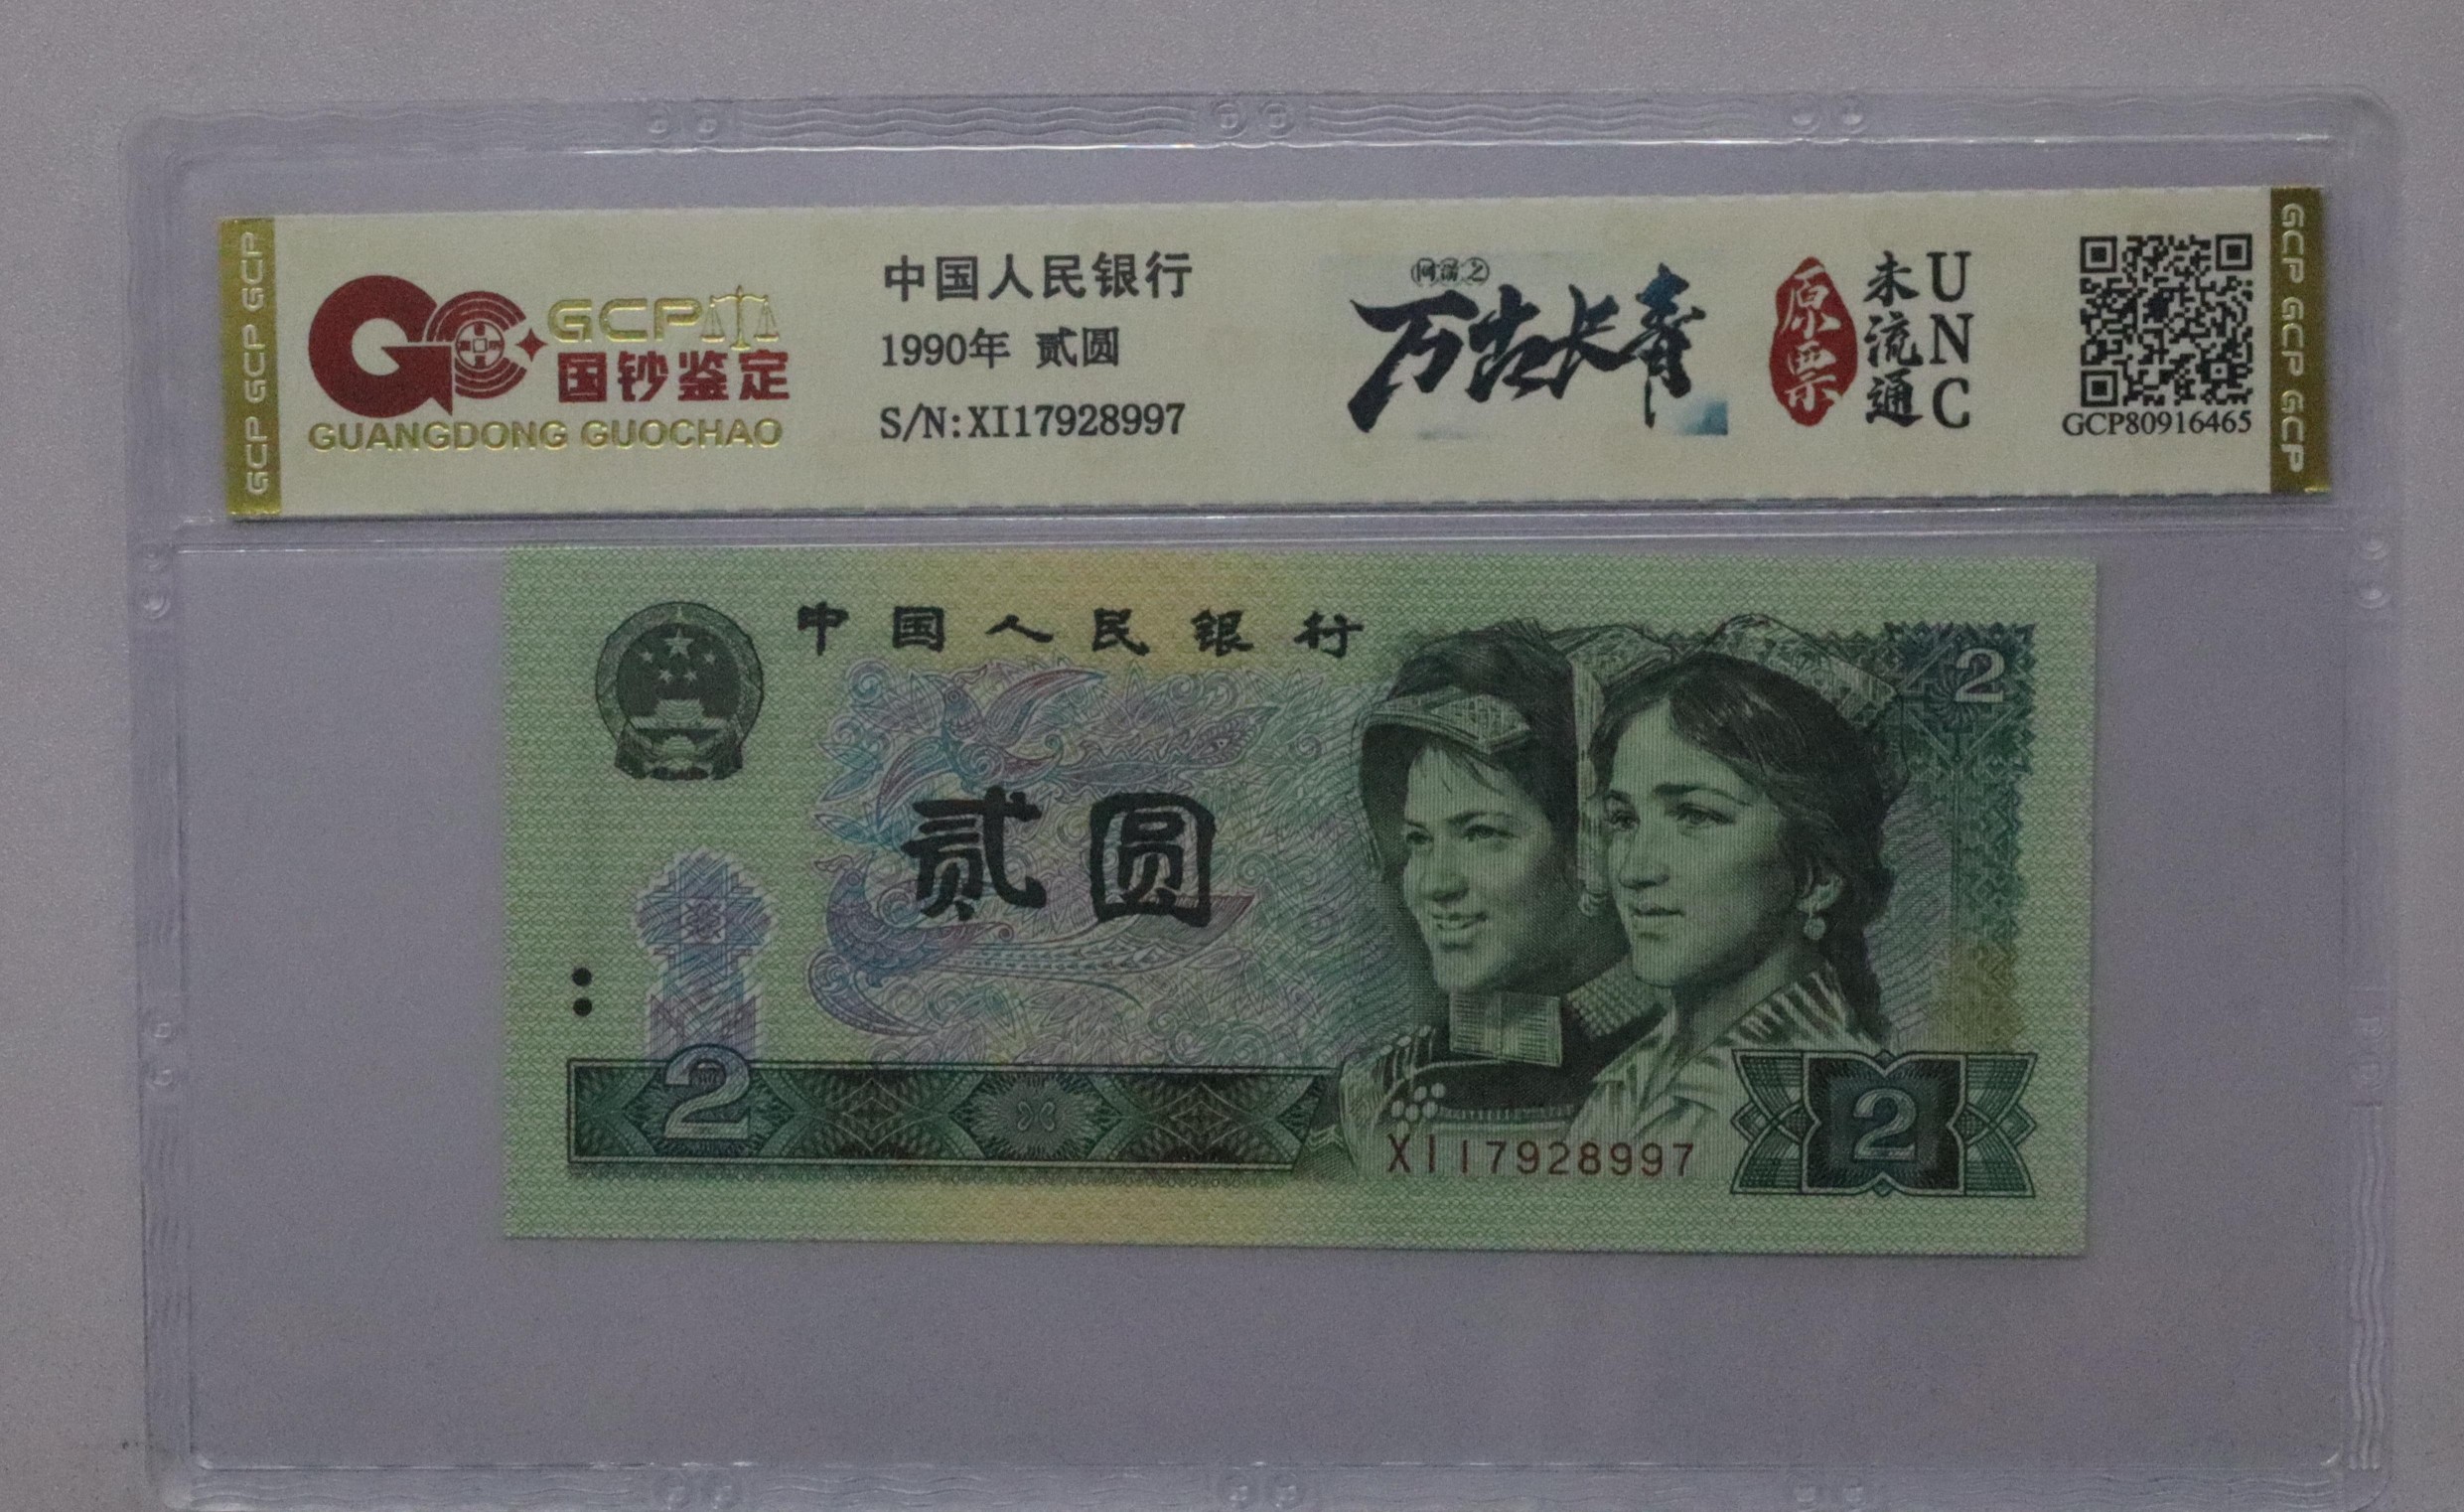 GCP GCP GCP
GCP
国钞鉴定
GUANGDONG GUOCHAO
中国人民银行
1990年 贰圆
S/N:XI17928997
万古长青
原票
未流通
UNC
GCP80916465
GCP GCP GCP
中国人民银行
2
贰圆
2
XI17928997
2